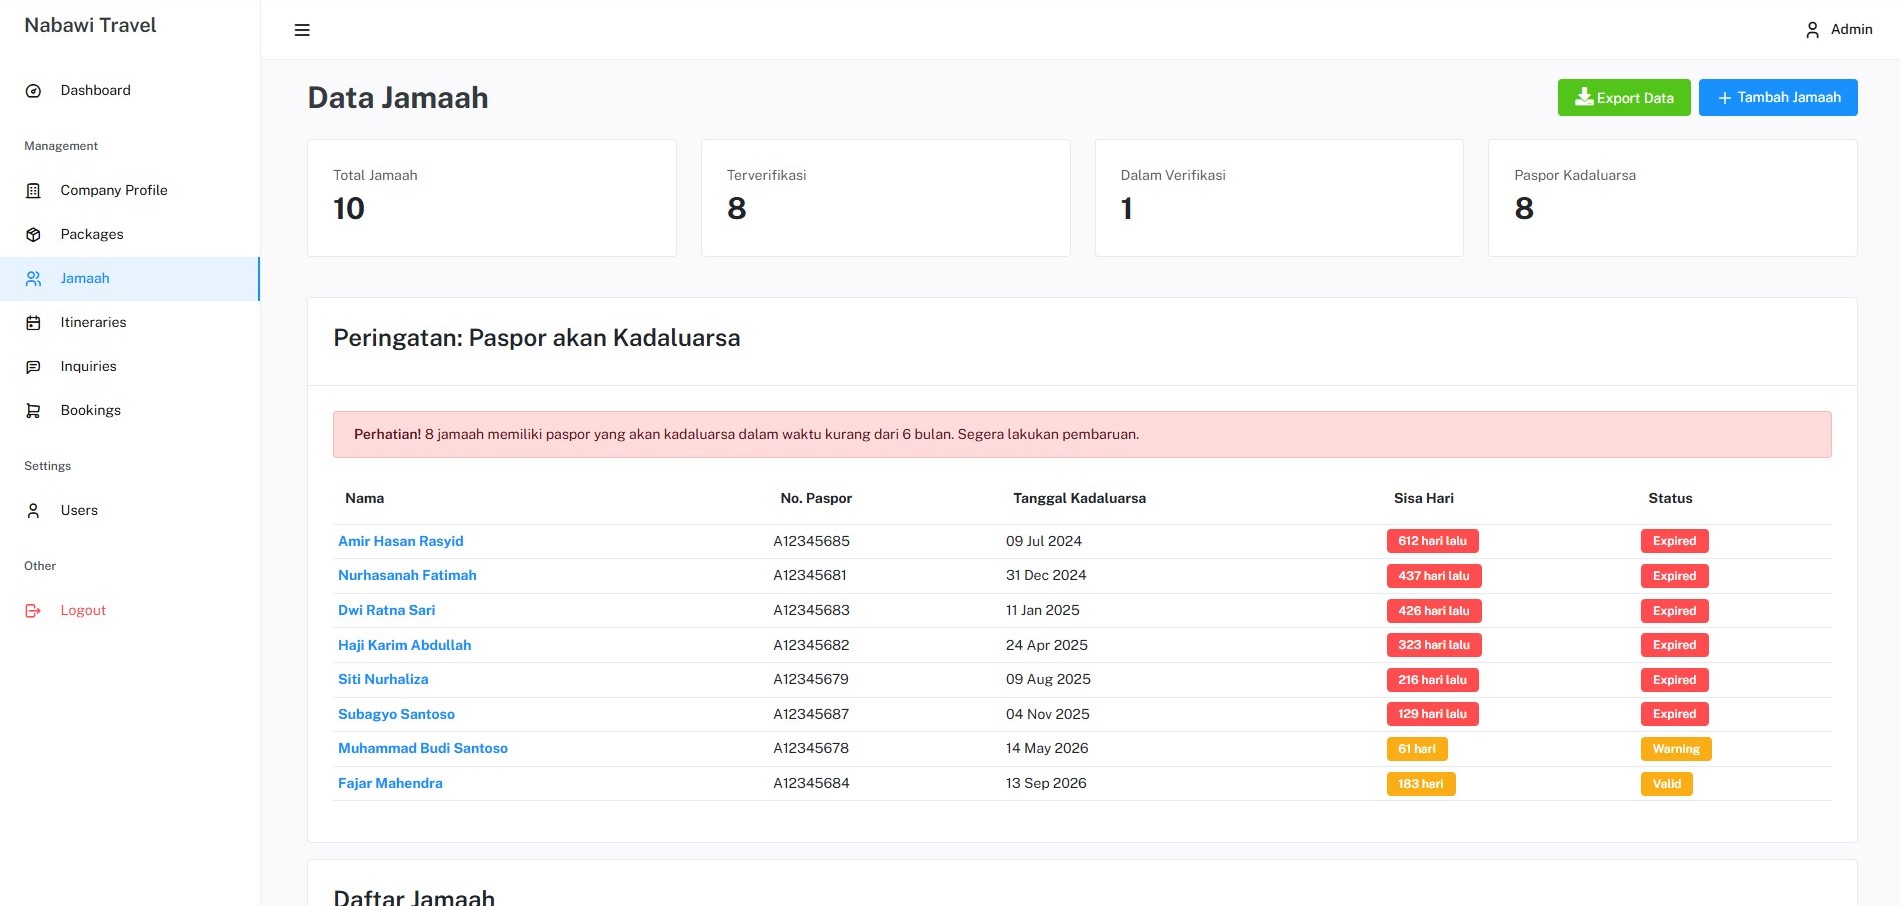 Nabawi Travel
Admin
Dashboard
Management
Company Profile
Packages
Jamaah
Itineraries
Inquiries
Bookings
Settings
Users
Other
Logout
Data Jamaah
Export Data
Tambah Jamaah
Total Jamaah
10
Terverifikasi
8
Dalam Verifikasi
1
Paspor Kadaluarsa
8
Peringatan: Paspor akan Kadaluarsa
Perhatian! 8 jamaah memiliki paspor yang akan kadaluarsa dalam waktu kurang dari 6 bulan. Segera lakukan pembaruan.
Nama No. Paspor Tanggal Kadaluarsa Sisa Hari Status
Amir Hasan Rasyid A12345685 09 Jul 2024 612 hari lalu Expired
Nurhasanah Fatimah A12345681 31 Dec 2024 437 hari lalu Expired
Dwi Ratna Sari A12345683 11 Jan 2025 426 hari lalu Expired
Haji Karim Abdullah A12345682 24 Apr 2025 323 hari lalu Expired
Siti Nurhaliza A12345679 09 Aug 2025 216 hari lalu Expired
Subagyo Santoso A12345687 04 Nov 2025 129 hari lalu Expired
Muhammad Budi Santoso A12345678 14 May 2026 61 hari Warning
Fajar Mahendra A12345684 13 Sep 2026 183 hari Valid
Daftar Jamaah